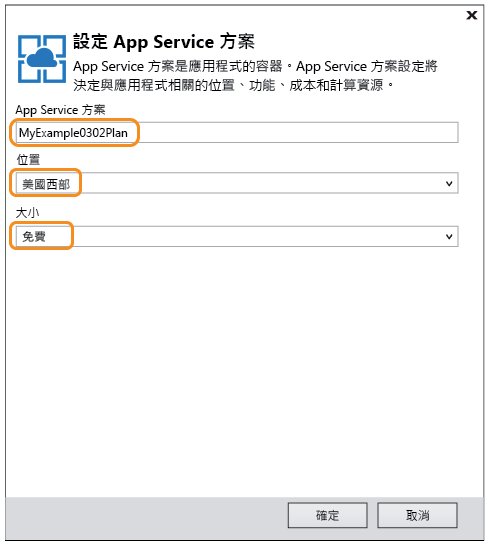 設定 App Service 方案
App Service 方案是應用程式的容器。App Service 方案設定將
決定與應用程式相關的位置、功能、成本和計算資源。
App Service 方案
MyExample0302Plan
位置
美國西部
大小
免費
確定
取消